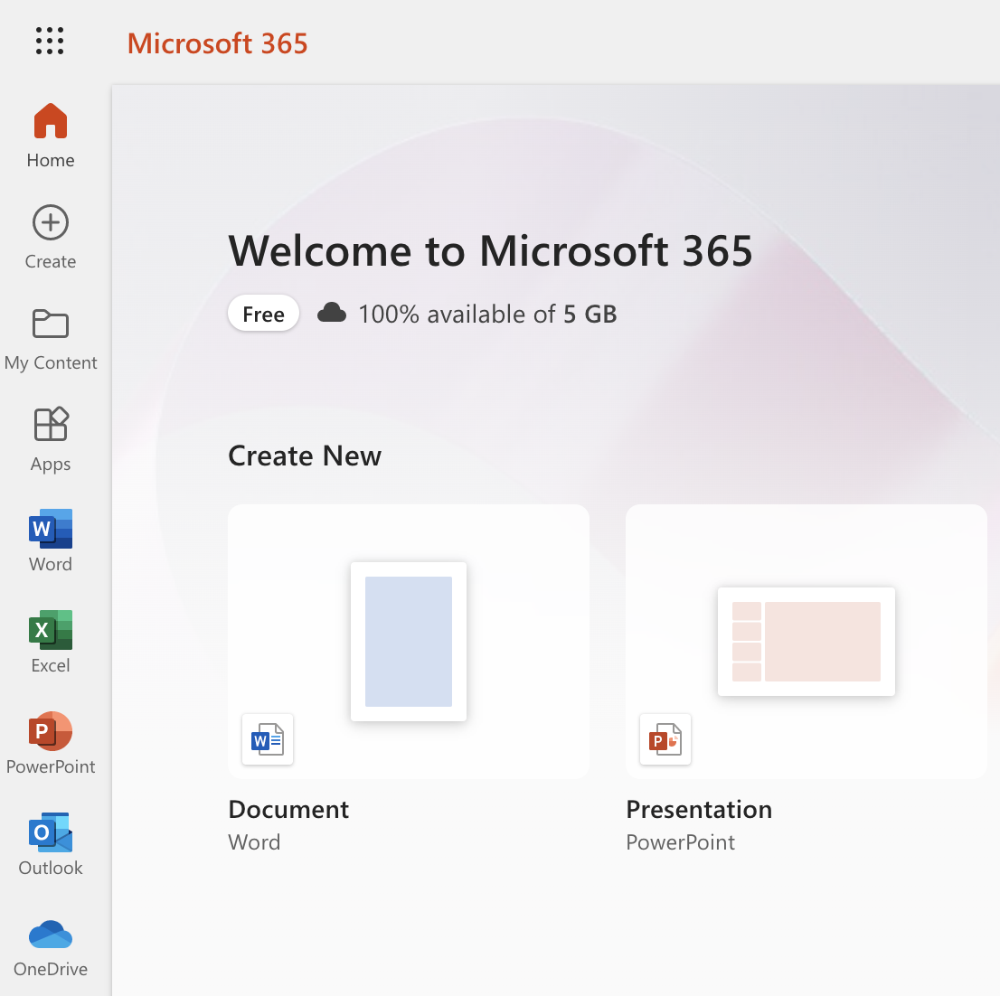 Microsoft 365
Home
Create
My Content
Apps
W
Word
X
Excel
P
PowerPoint
O
Outlook
OneDrive
Welcome to Microsoft 365
Free
100% available of 5 GB
Create New
W
Document
Word
P
Presentation
PowerPoint